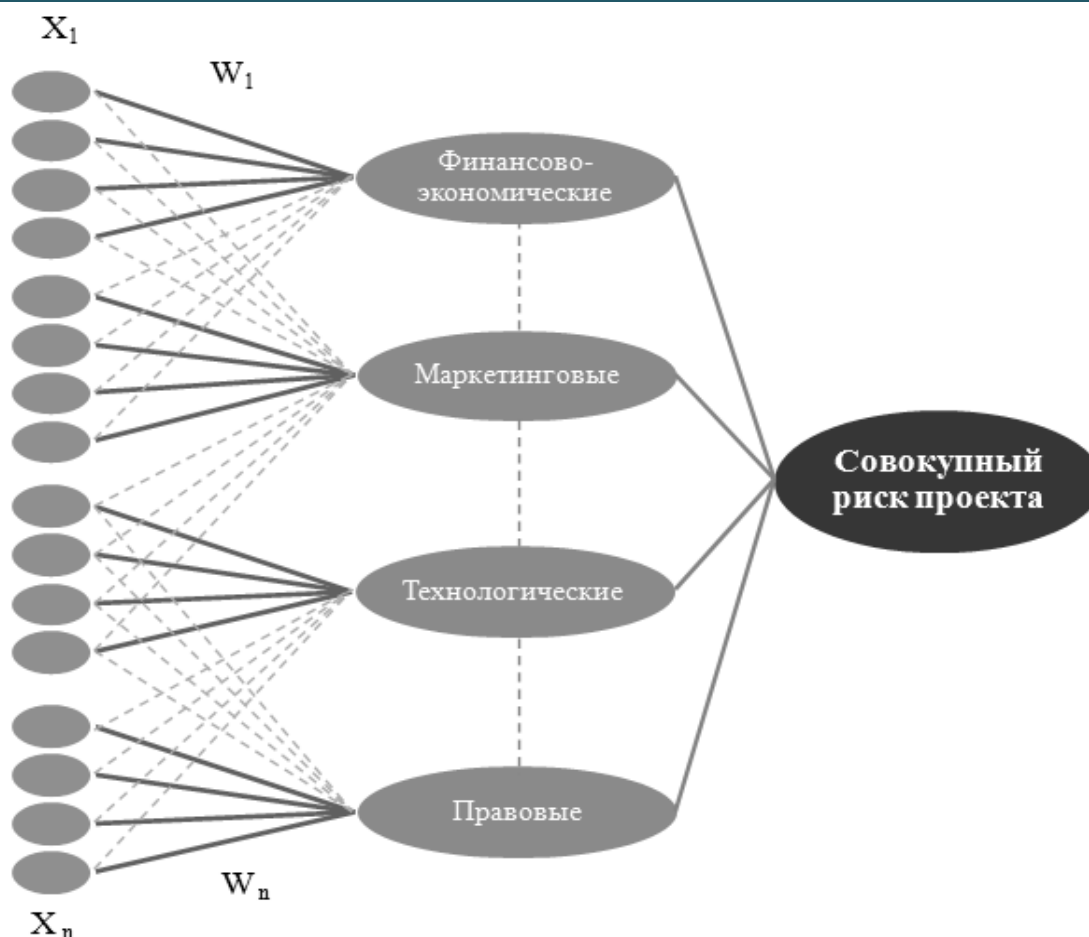 X₁
W₁
Финансово-
экономические
Маркетинговые
Совокупный
риск проекта
Технологические
Правовые
Wₙ
Xₙ